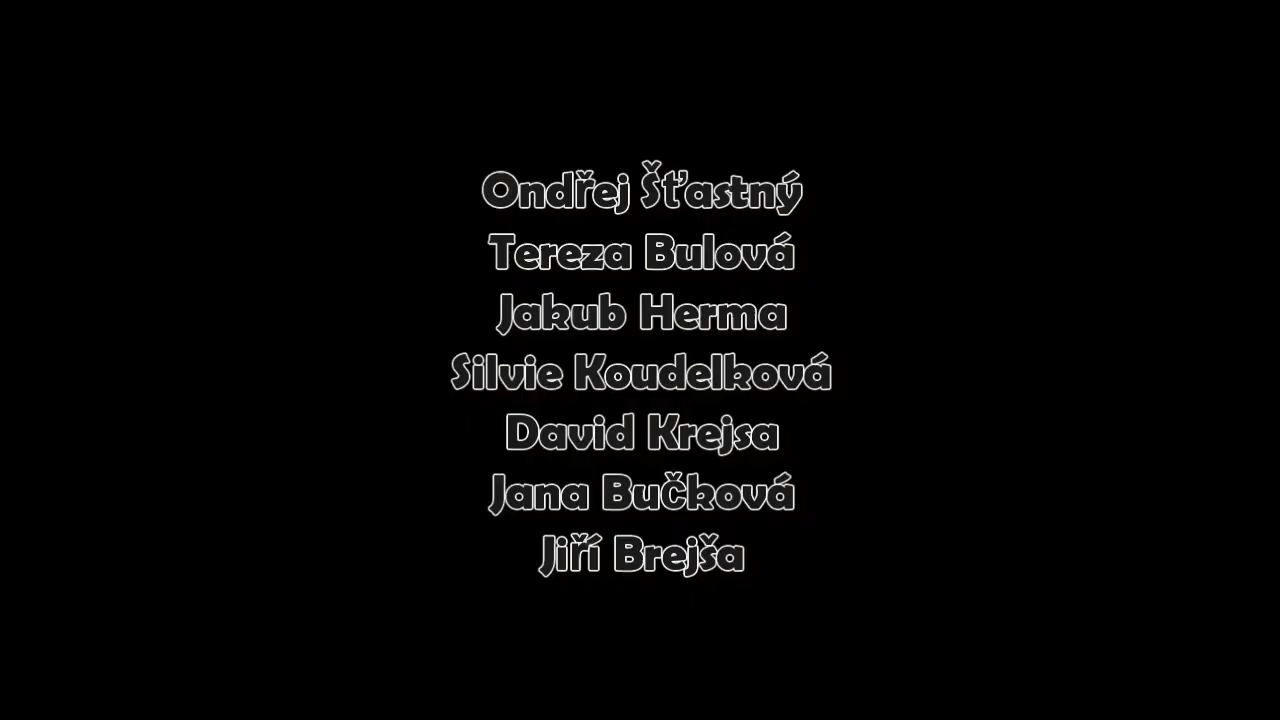 Ondřej Šťastný
Tereza Bulová
Jakub Herma
Silvie Koudelková
David Krejsa
Jana Bučková
Jiří Brejša